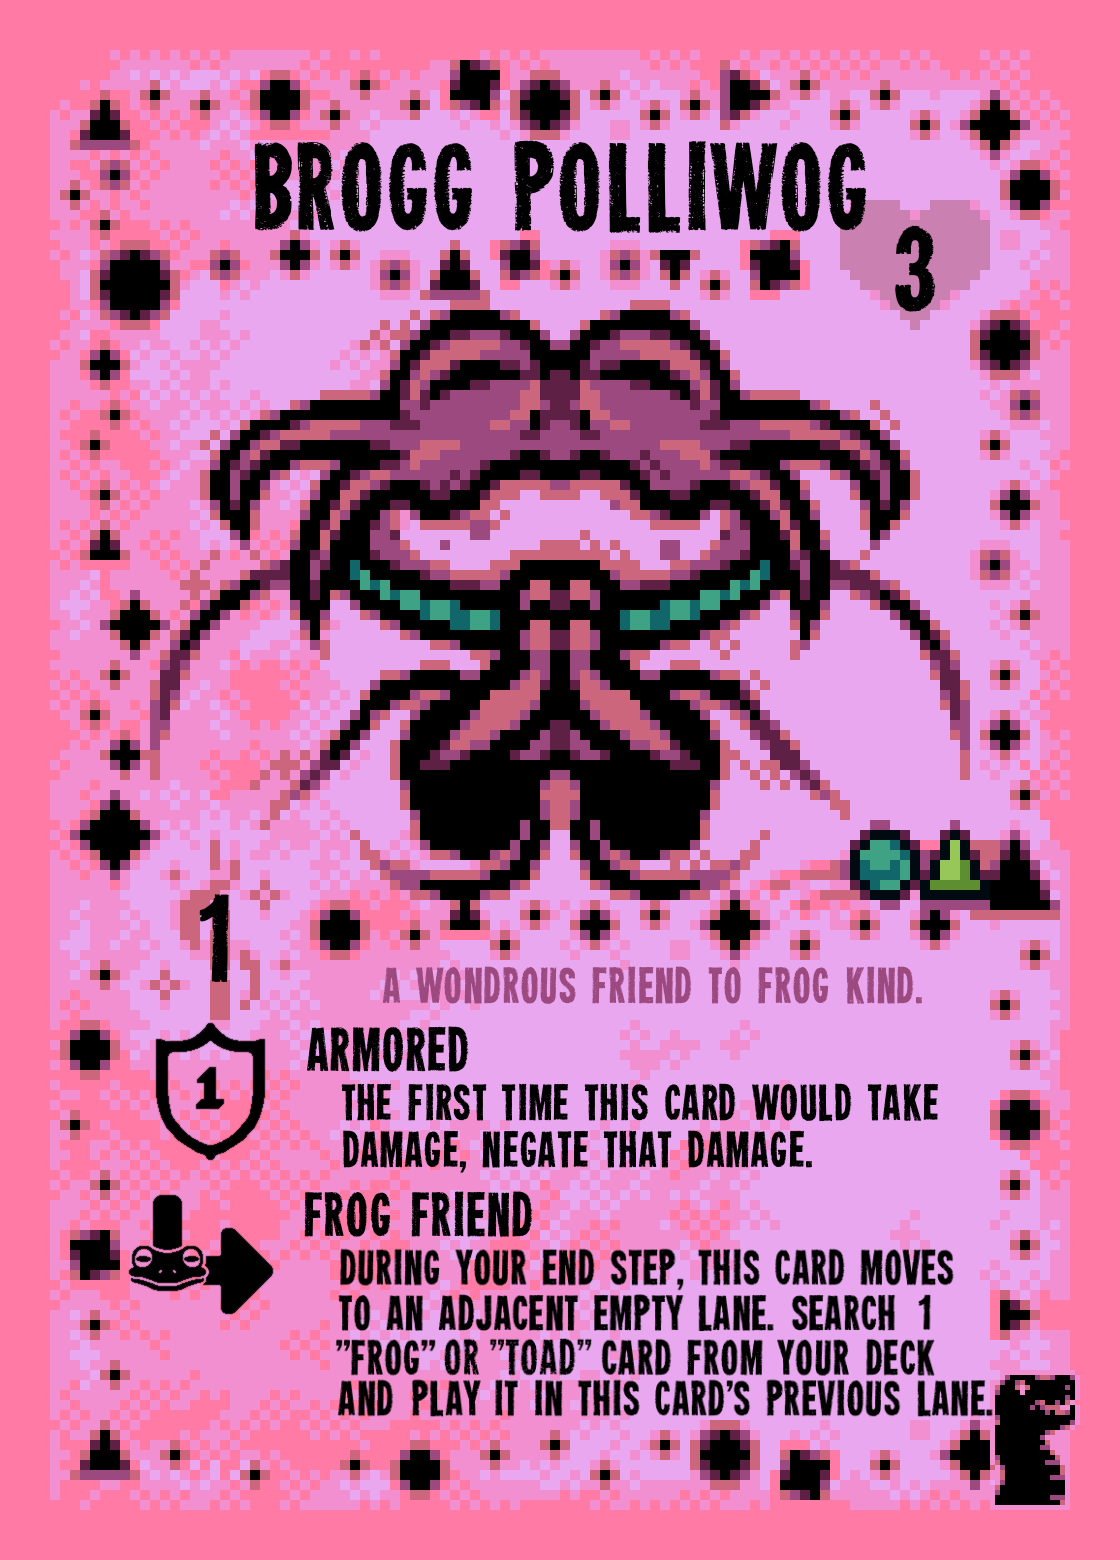 BROGG POLLIWOG
3
1
A WONDROUS FRIEND TO FROG KIND.
ARMORED
1
THE FIRST TIME THIS CARD WOULD TAKE
DAMAGE, NEGATE THAT DAMAGE.
FROG FRIEND
DURING YOUR END STEP, THIS CARD MOVES
TO AN ADJACENT EMPTY LANE. SEARCH 1
"FROG" OR "TOAD" CARD FROM YOUR DECK
AND PLAY IT IN THIS CARD'S PREVIOUS LANE.